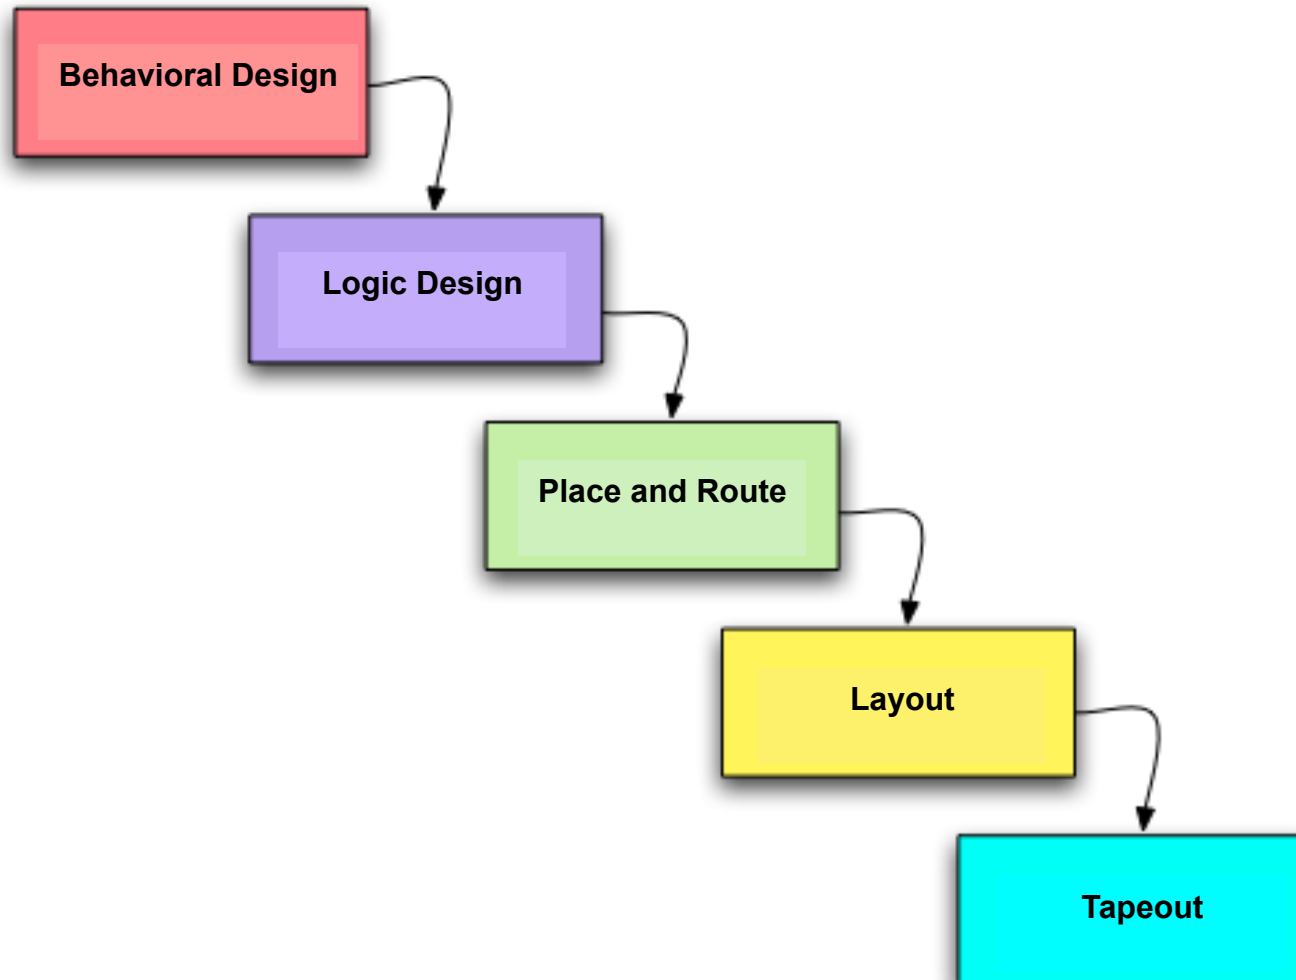 Behavioral Design
Logic Design
Place and Route
Layout
Tapeout